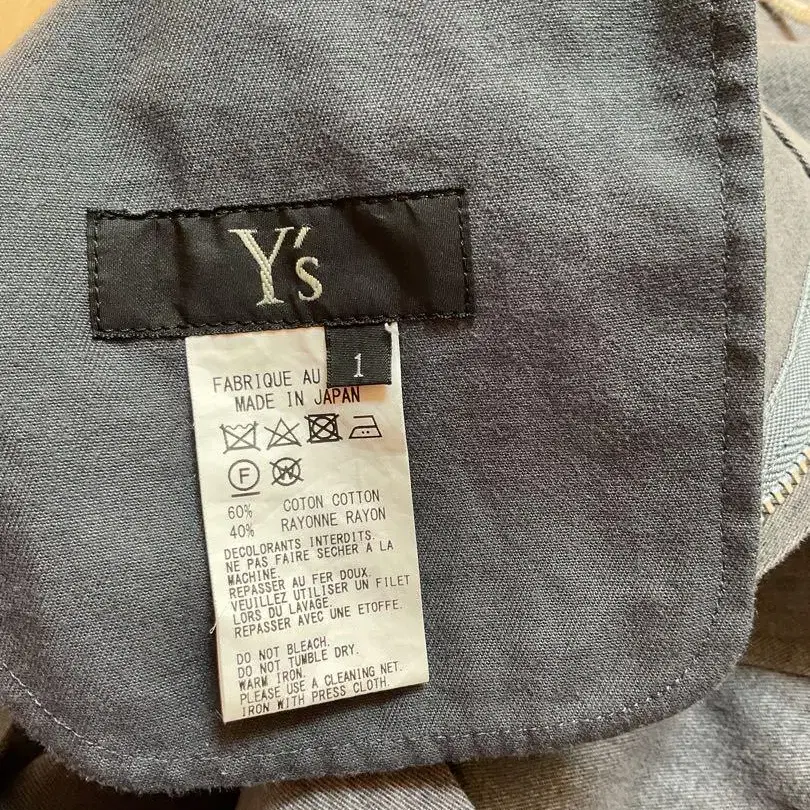 Y's
1
FABRIQUE AU
MADE IN JAPAN
F W
60% COTON COTTON
40% RAYONNE RAYON
DECOLORANTS INTERDITS.
NE PAS FAIRE SECHER A LA
MACHINE.
REPASSER AU FER DOUX.
VEUILLEZ UTILISER UN FILET
LORS DU LAVAGE.
REPASSER AVEC UNE ETOFFE.
DO NOT BLEACH.
DO NOT TUMBLE DRY.
WARM IRON.
PLEASE USE A CLEANING NET.
IRON WITH PRESS CLOTH.